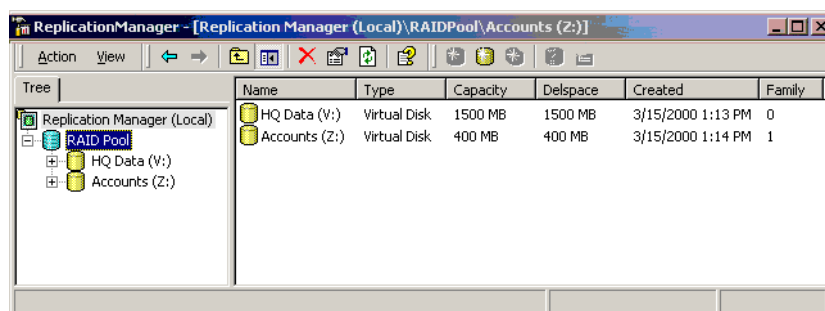 ReplicationManager - [Replication Manager (Local)\RAIDPool\Accounts (Z:)]
Action View
Tree
Replication Manager (Local)
RAID Pool
HQ Data (V:)
Accounts (Z:)
Name Type Capacity Delspace Created Family
HQ Data (V:) Virtual Disk 1500 MB 1500 MB 3/15/2000 1:13 PM 0
Accounts (Z:) Virtual Disk 400 MB 400 MB 3/15/2000 1:14 PM 1